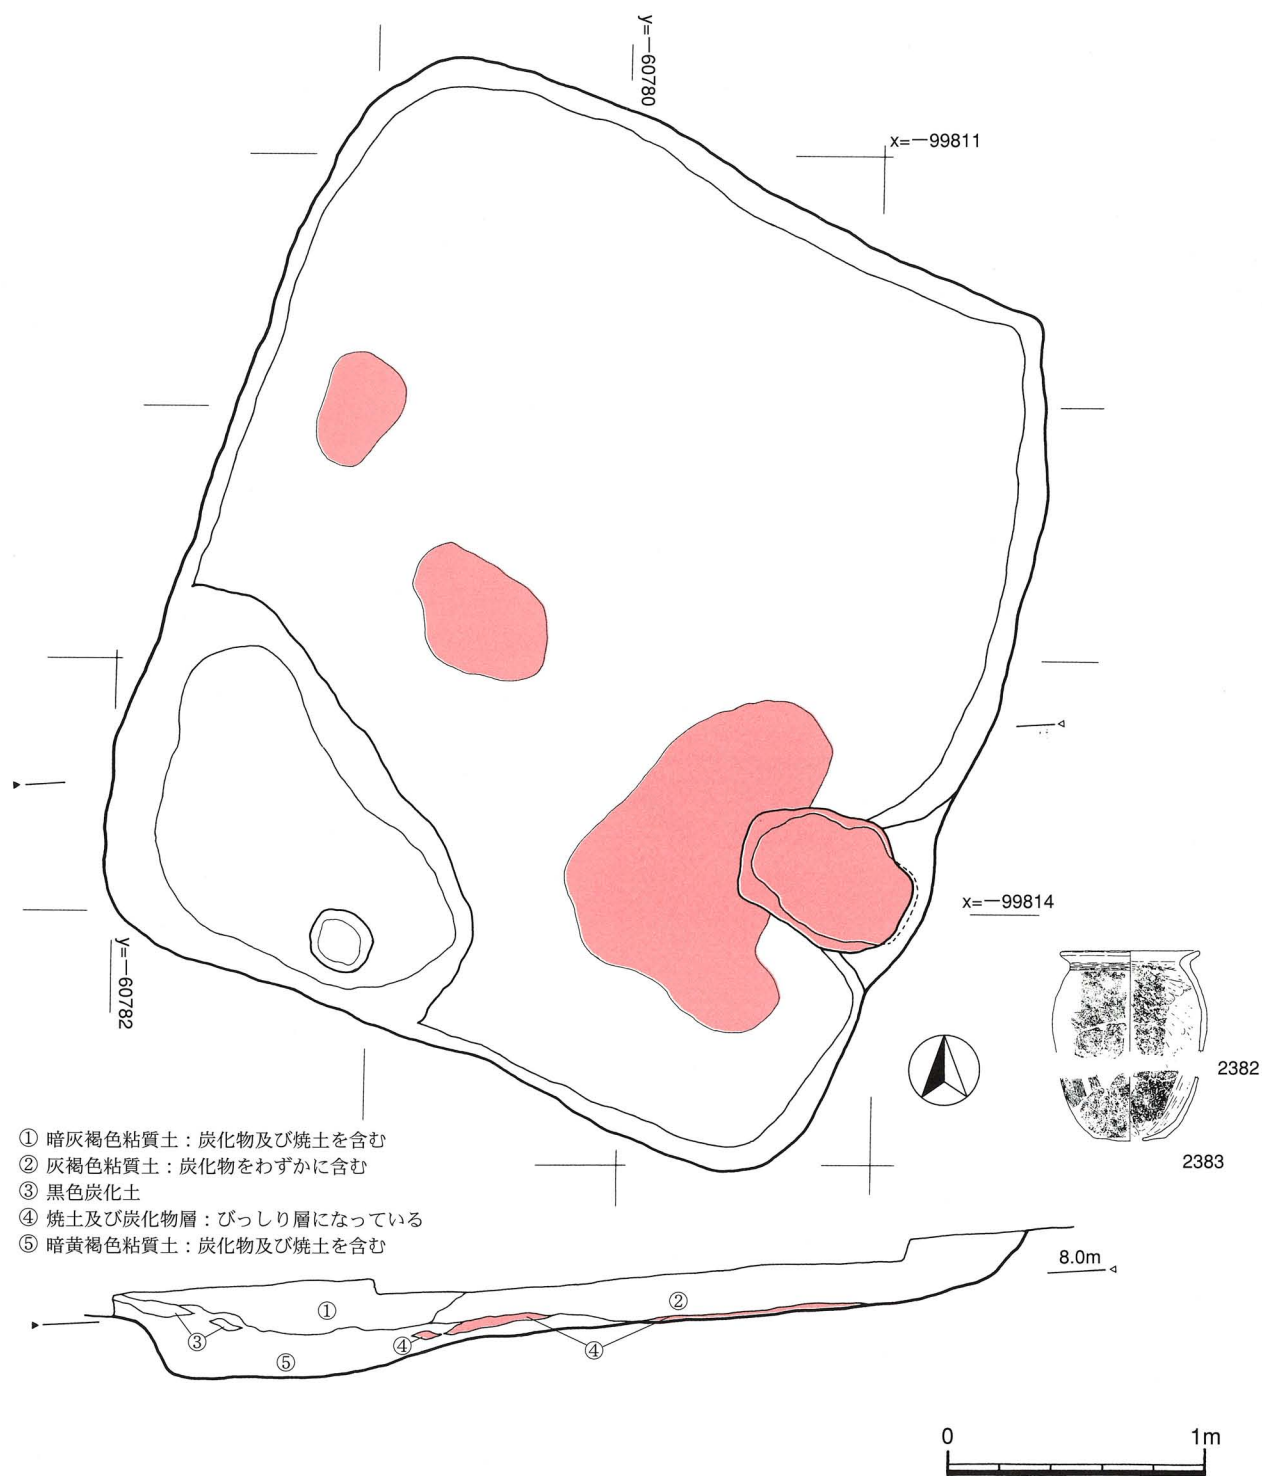 y=−60780
x=−99811
x=−99814
y=−60782
2382
2383
① 暗灰褐色粘質土：炭化物及び焼土を含む
② 灰褐色粘質土：炭化物をわずかに含む
③ 黒色炭化土
④ 焼土及び炭化物層：びっしり層になっている
⑤ 暗黄褐色粘質土：炭化物及び焼土を含む
8.0m
①
②
③
④
④
⑤
0 1m